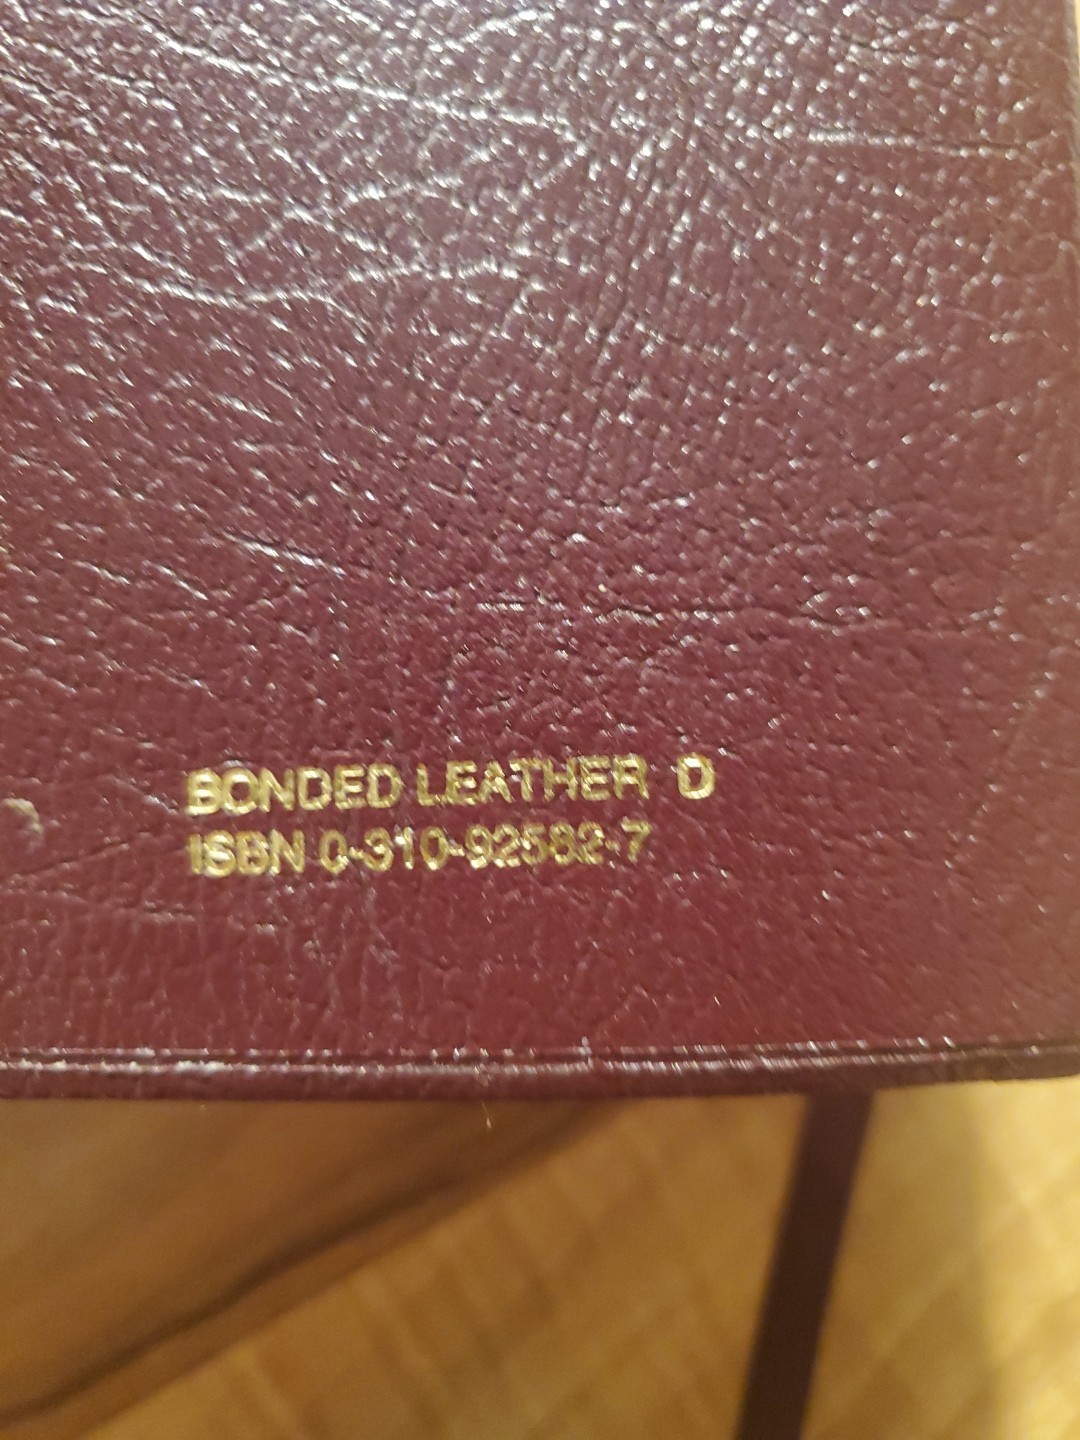 BONDED LEATHER D
ISBN 0-310-92582-7